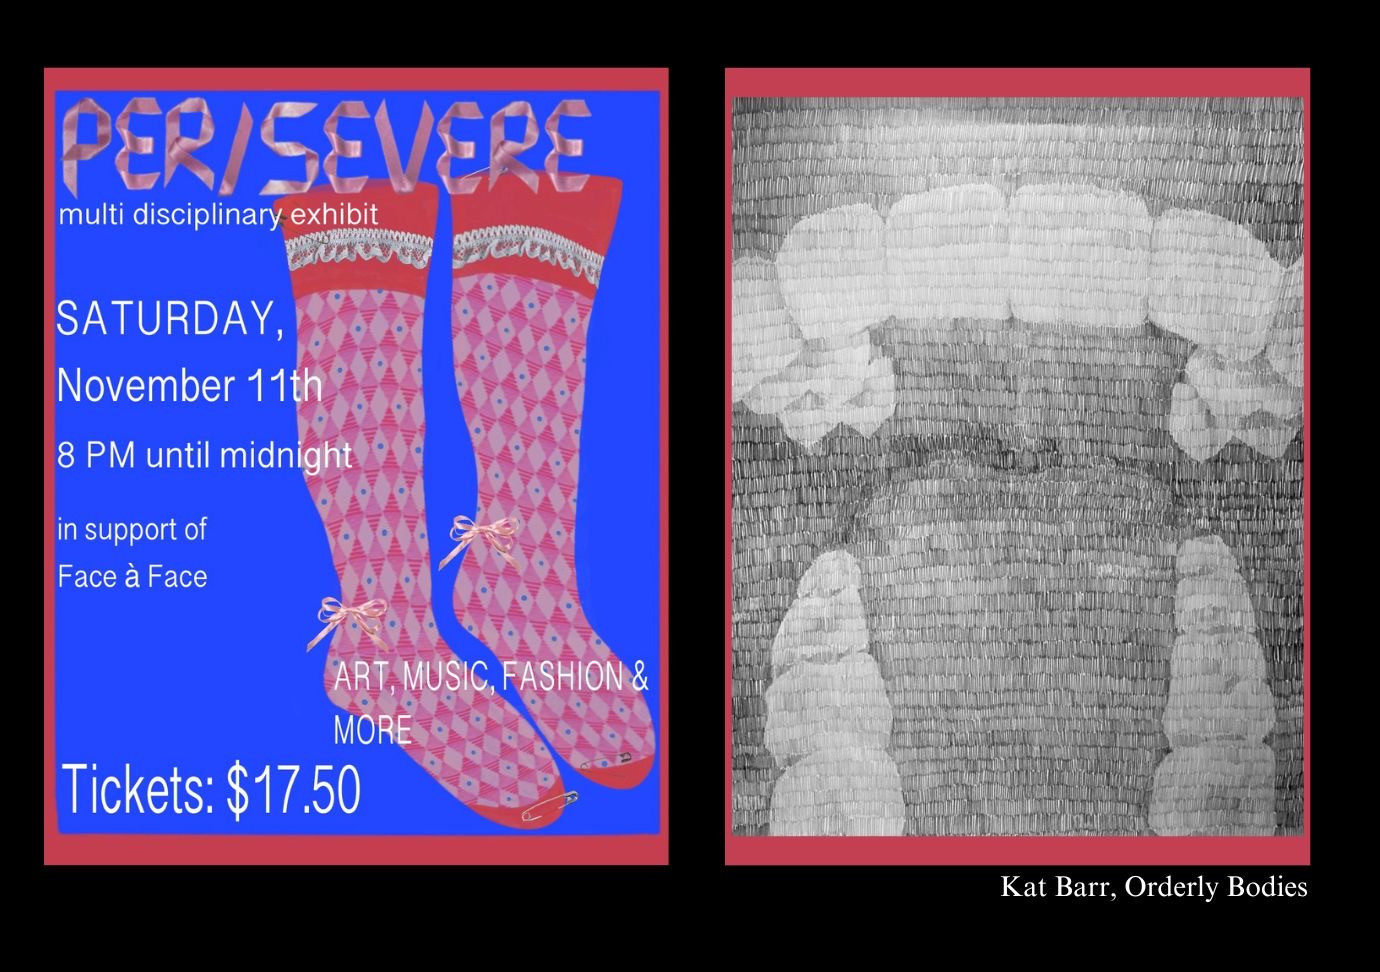 PER/SEVERE
multi disciplinary exhibit
SATURDAY,
November 11th
8 PM until midnight
in support of
Face à Face
ART, MUSIC, FASHION &
MORE
Tickets: $17.50
Kat Barr, Orderly Bodies